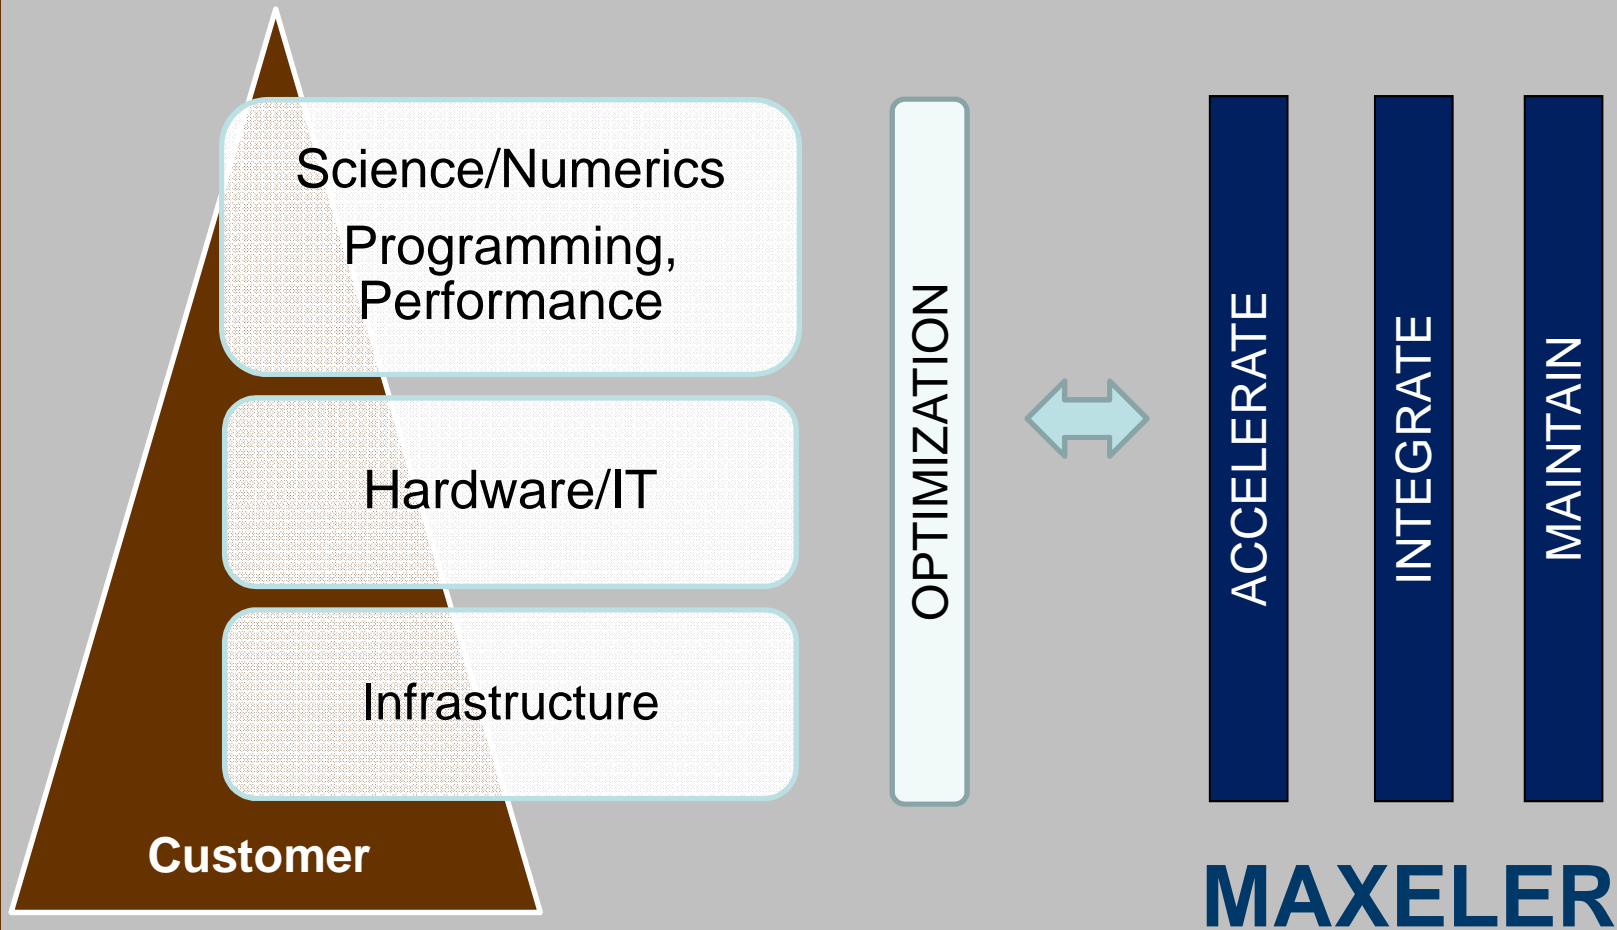 Science/Numerics
Programming,
Performance
Hardware/IT
Infrastructure
Customer
OPTIMIZATION
ACCELERATE
INTEGRATE
MAINTAIN
MAXELER